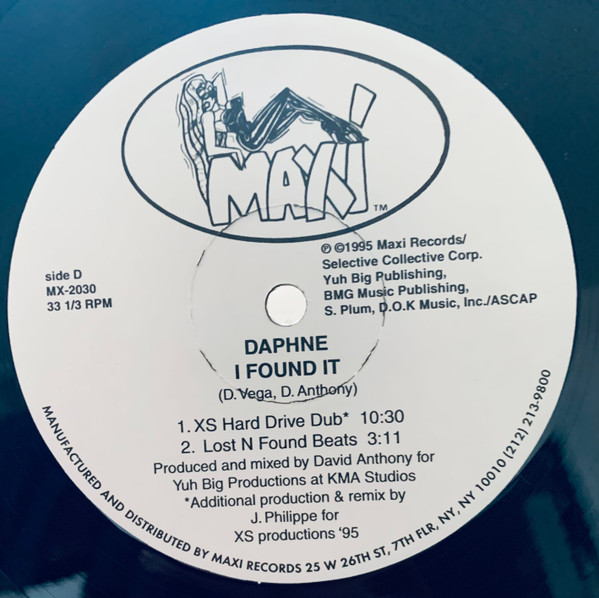 MAXI!
TM
side D
MX-2030
33 1/3 RPM
℗ ©1995 Maxi Records/
Selective Collective Corp.
Yuh Big Publishing,
BMG Music Publishing,
S. Plum, D.O.K Music, Inc./ASCAP
DAPHNE
I FOUND IT
(D. Vega, D. Anthony)
1. XS Hard Drive Dub* 10:30
2. Lost N Found Beats 3:11
Produced and mixed by David Anthony for
Yuh Big Productions at KMA Studios
*Additional production & remix by
J. Philippe for
XS productions '95
MANUFACTURED AND DISTRIBUTED BY MAXI RECORDS 25 W 26TH ST, 7TH FLR, NY, NY 10010 (212) 213-9800